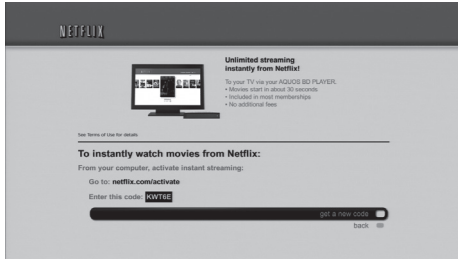 NETFLIX
Unlimited streaming
instantly from Netflix!
To your TV via your AQUOS BD PLAYER.
• Movies start in about 30 seconds
• Included in most memberships
• No additional fees
See Terms of Use for details
To instantly watch movies from Netflix:
From your computer, activate instant streaming:
Go to: netflix.com/activate
Enter this code: KWT6E
get a new code
back